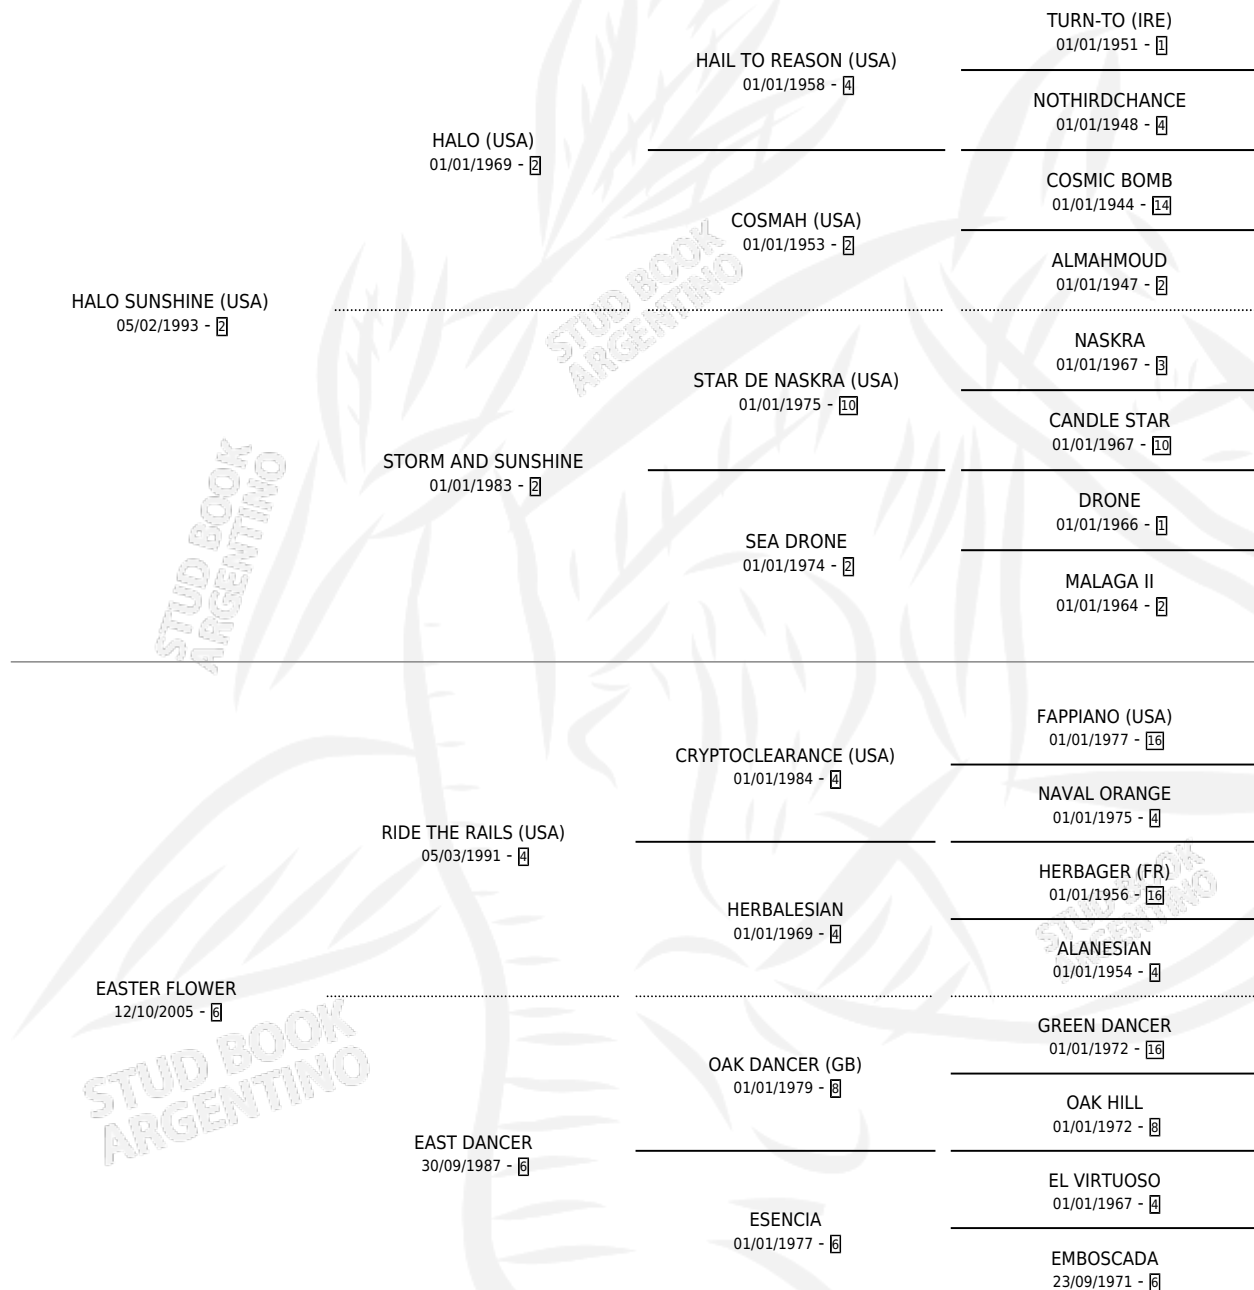 TURN-TO (IRE)
01/01/1951 - 1
HAIL TO REASON (USA)
01/01/1958 - 4
NOTHIRDCHANCE
01/01/1948 - 4
HALO (USA)
01/01/1969 - 2
COSMIC BOMB
01/01/1944 - 14
COSMAH (USA)
01/01/1953 - 2
ALMAHMOUD
01/01/1947 - 2
HALO SUNSHINE (USA)
05/02/1993 - 2
STUD BOOK
ARGENTINO
NASKRA
01/01/1967 - 3
STAR DE NASKRA (USA)
01/01/1975 - 10
CANDLE STAR
01/01/1967 - 10
STORM AND SUNSHINE
01/01/1983 - 2
STUD BOOK
ARGENTINO
DRONE
01/01/1966 - 1
SEA DRONE
01/01/1974 - 2
MALAGA II
01/01/1964 - 2
FAPPIANO (USA)
01/01/1977 - 16
CRYPTOCLEARANCE (USA)
01/01/1984 - 4
NAVAL ORANGE
01/01/1975 - 4
RIDE THE RAILS (USA)
05/03/1991 - 4
HERBAGER (FR)
01/01/1956 - 16
STUD BOOK
ARGENTINO
HERBALESIAN
01/01/1969 - 4
ALANESIAN
01/01/1954 - 4
EASTER FLOWER
12/10/2005 - 6
STUD BOOK
ARGENTINO
GREEN DANCER
01/01/1972 - 16
OAK DANCER (GB)
01/01/1979 - 8
OAK HILL
01/01/1972 - 8
EAST DANCER
30/09/1987 - 6
EL VIRTUOSO
01/01/1967 - 4
ESENCIA
01/01/1977 - 6
EMBOSCADA
23/09/1971 - 6